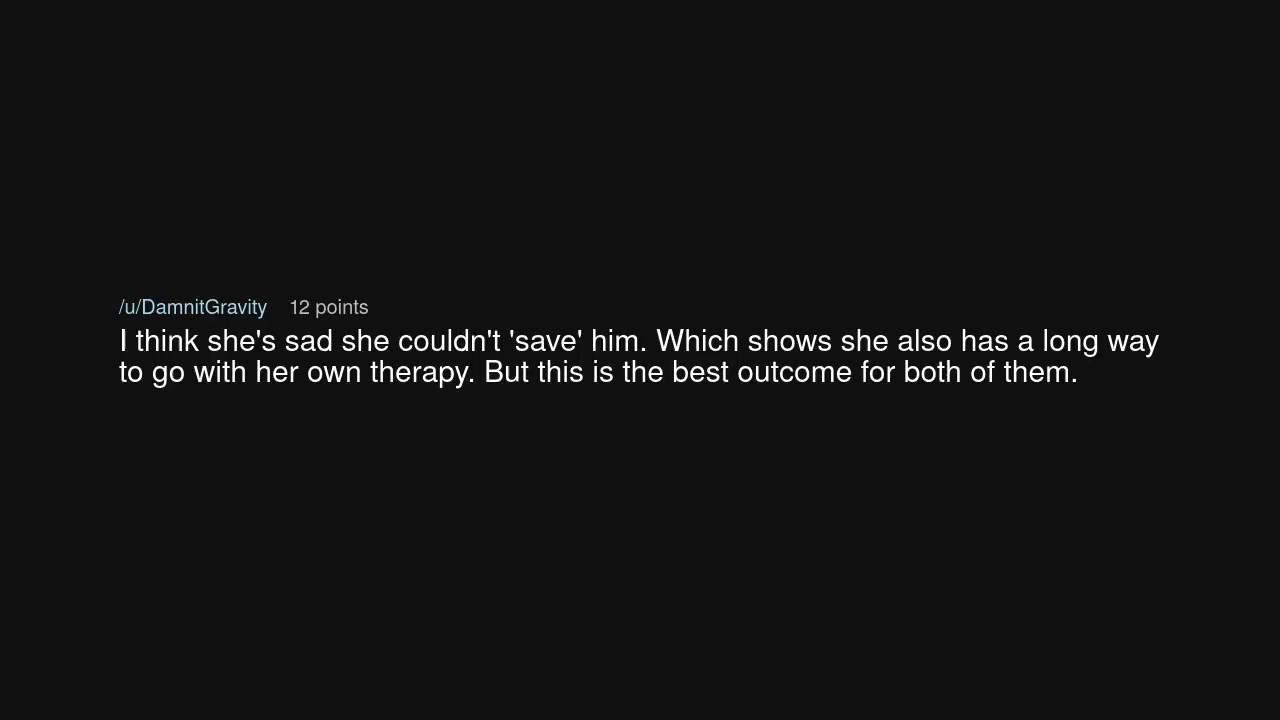 /u/DamnitGravity 12 points
I think she's sad she couldn't 'save' him. Which shows she also has a long way
to go with her own therapy. But this is the best outcome for both of them.